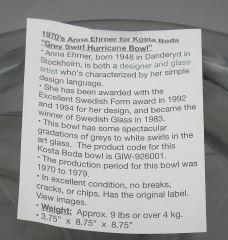 1970's Anna Ehrner for Kosta Boda
"Grey Swirl Hurricane Bowl"
• Anna Ehrner, born 1948 in Danderyd in
Stockholm, is both a designer and glass
artist who's characterized by her simple
design language.
• She has been awarded with the
Excellent Swedish Form award in 1992
and 1994 for her design, and became the
winner of Swedish Glass in 1983.
• This bowl has some spectacular
gradations of greys to white swirls in the
art glass. The product code for this
Kosta Boda bowl is GIW-926001.
• The production period for this bowl was
1970 to 1979.
• In excellent condition, no breaks,
cracks, or chips. Has the original label.
View images.
• Weight: Approx. 9 lbs or over 4 kg.
• 3.75" x 8.75" x 8.75"